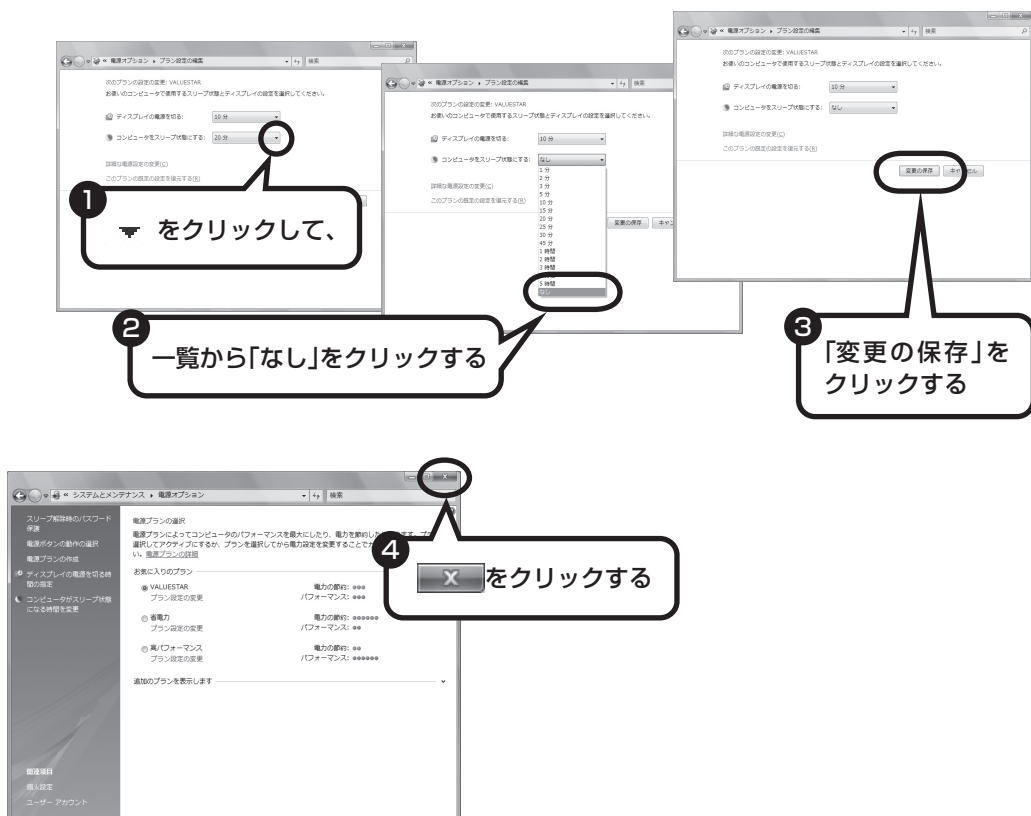 電源オプション ▸ プラン設定の編集
検索
次のプランの設定の変更: VALUESTAR
お使いのコンピュータで使用するスリープ状態とディスプレイの設定を選択してください。
ディスプレイの電源を切る: 10 分
コンピュータをスリープ状態にする: 20 分
詳細な電源設定の変更(C)
このプランの既定の設定を復元する(R)
1
をクリックして、
電源オプション ▸ プラン設定の編集
検索
次のプランの設定の変更: VALUESTAR
お使いのコンピュータで使用するスリープ状態とディスプレイの設定を選択してください。
ディスプレイの電源を切る: 10 分
コンピュータをスリープ状態にする: なし
1 分
2 分
3 分
5 分
10 分
15 分
20 分
25 分
30 分
45 分
1 時間
2 時間
3 時間
5 時間
なし
詳細な電源設定の変更(C)
このプランの既定の設定を復元する(R)
変更の保存
2
一覧から「なし」をクリックする
電源オプション ▸ プラン設定の編集
検索
次のプランの設定の変更: VALUESTAR
お使いのコンピュータで使用するスリープ状態とディスプレイの設定を選択してください。
ディスプレイの電源を切る: 10 分
コンピュータをスリープ状態にする: なし
詳細な電源設定の変更(C)
このプランの既定の設定を復元する(R)
変更の保存
3
「変更の保存」を
クリックする
システムとメンテナンス ▸ 電源オプション
検索
スリープ解除時のパスワード
保護
電源ボタンの動作の選択
電源プランの作成
ディスプレイの電源を切る時
間の指定
コンピュータがスリープ状態
になる時間を変更
関連項目
個人設定
ユーザー アカウント
電源プランの選択
電源プランによってコンピュータのパフォーマンスを最大にしたり、電力を節約した
選択してアクティブにするか、プランを選択してから電力設定を変更することで
い。電源プランの詳細
お気に入りのプラン
VALUESTAR 電力の節約:
プラン設定の変更 パフォーマンス:
省電力 電力の節約:
プラン設定の変更 パフォーマンス:
高パフォーマンス 電力の節約:
プラン設定の変更 パフォーマンス:
追加のプランを表示します
4
X をクリックする